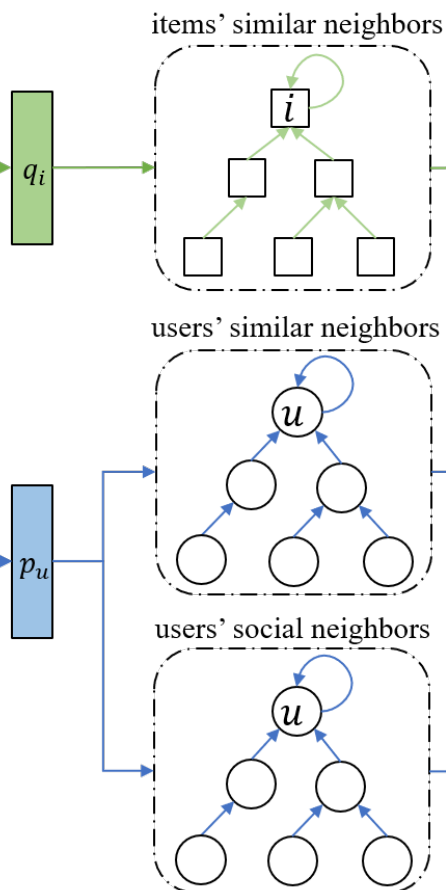 items' similar neighbors
i
q_i
users' similar neighbors
u
p_u
users' social neighbors
u